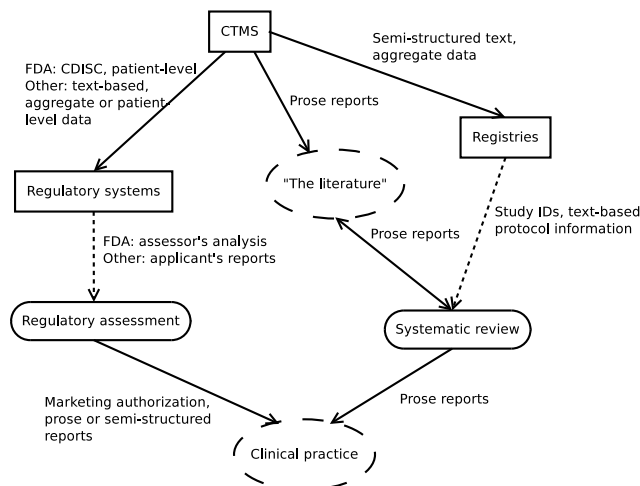 CTMS
Semi-structured text,
aggregate data
FDA: CDISC, patient-level
Other: text-based,
aggregate or patient-
level data
Prose reports
Registries
Regulatory systems
"The literature"
Study IDs, text-based
protocol information
FDA: assessor's analysis
Other: applicant's reports
Prose reports
Regulatory assessment
Systematic review
Marketing authorization,
prose or semi-structured
reports
Prose reports
Clinical practice